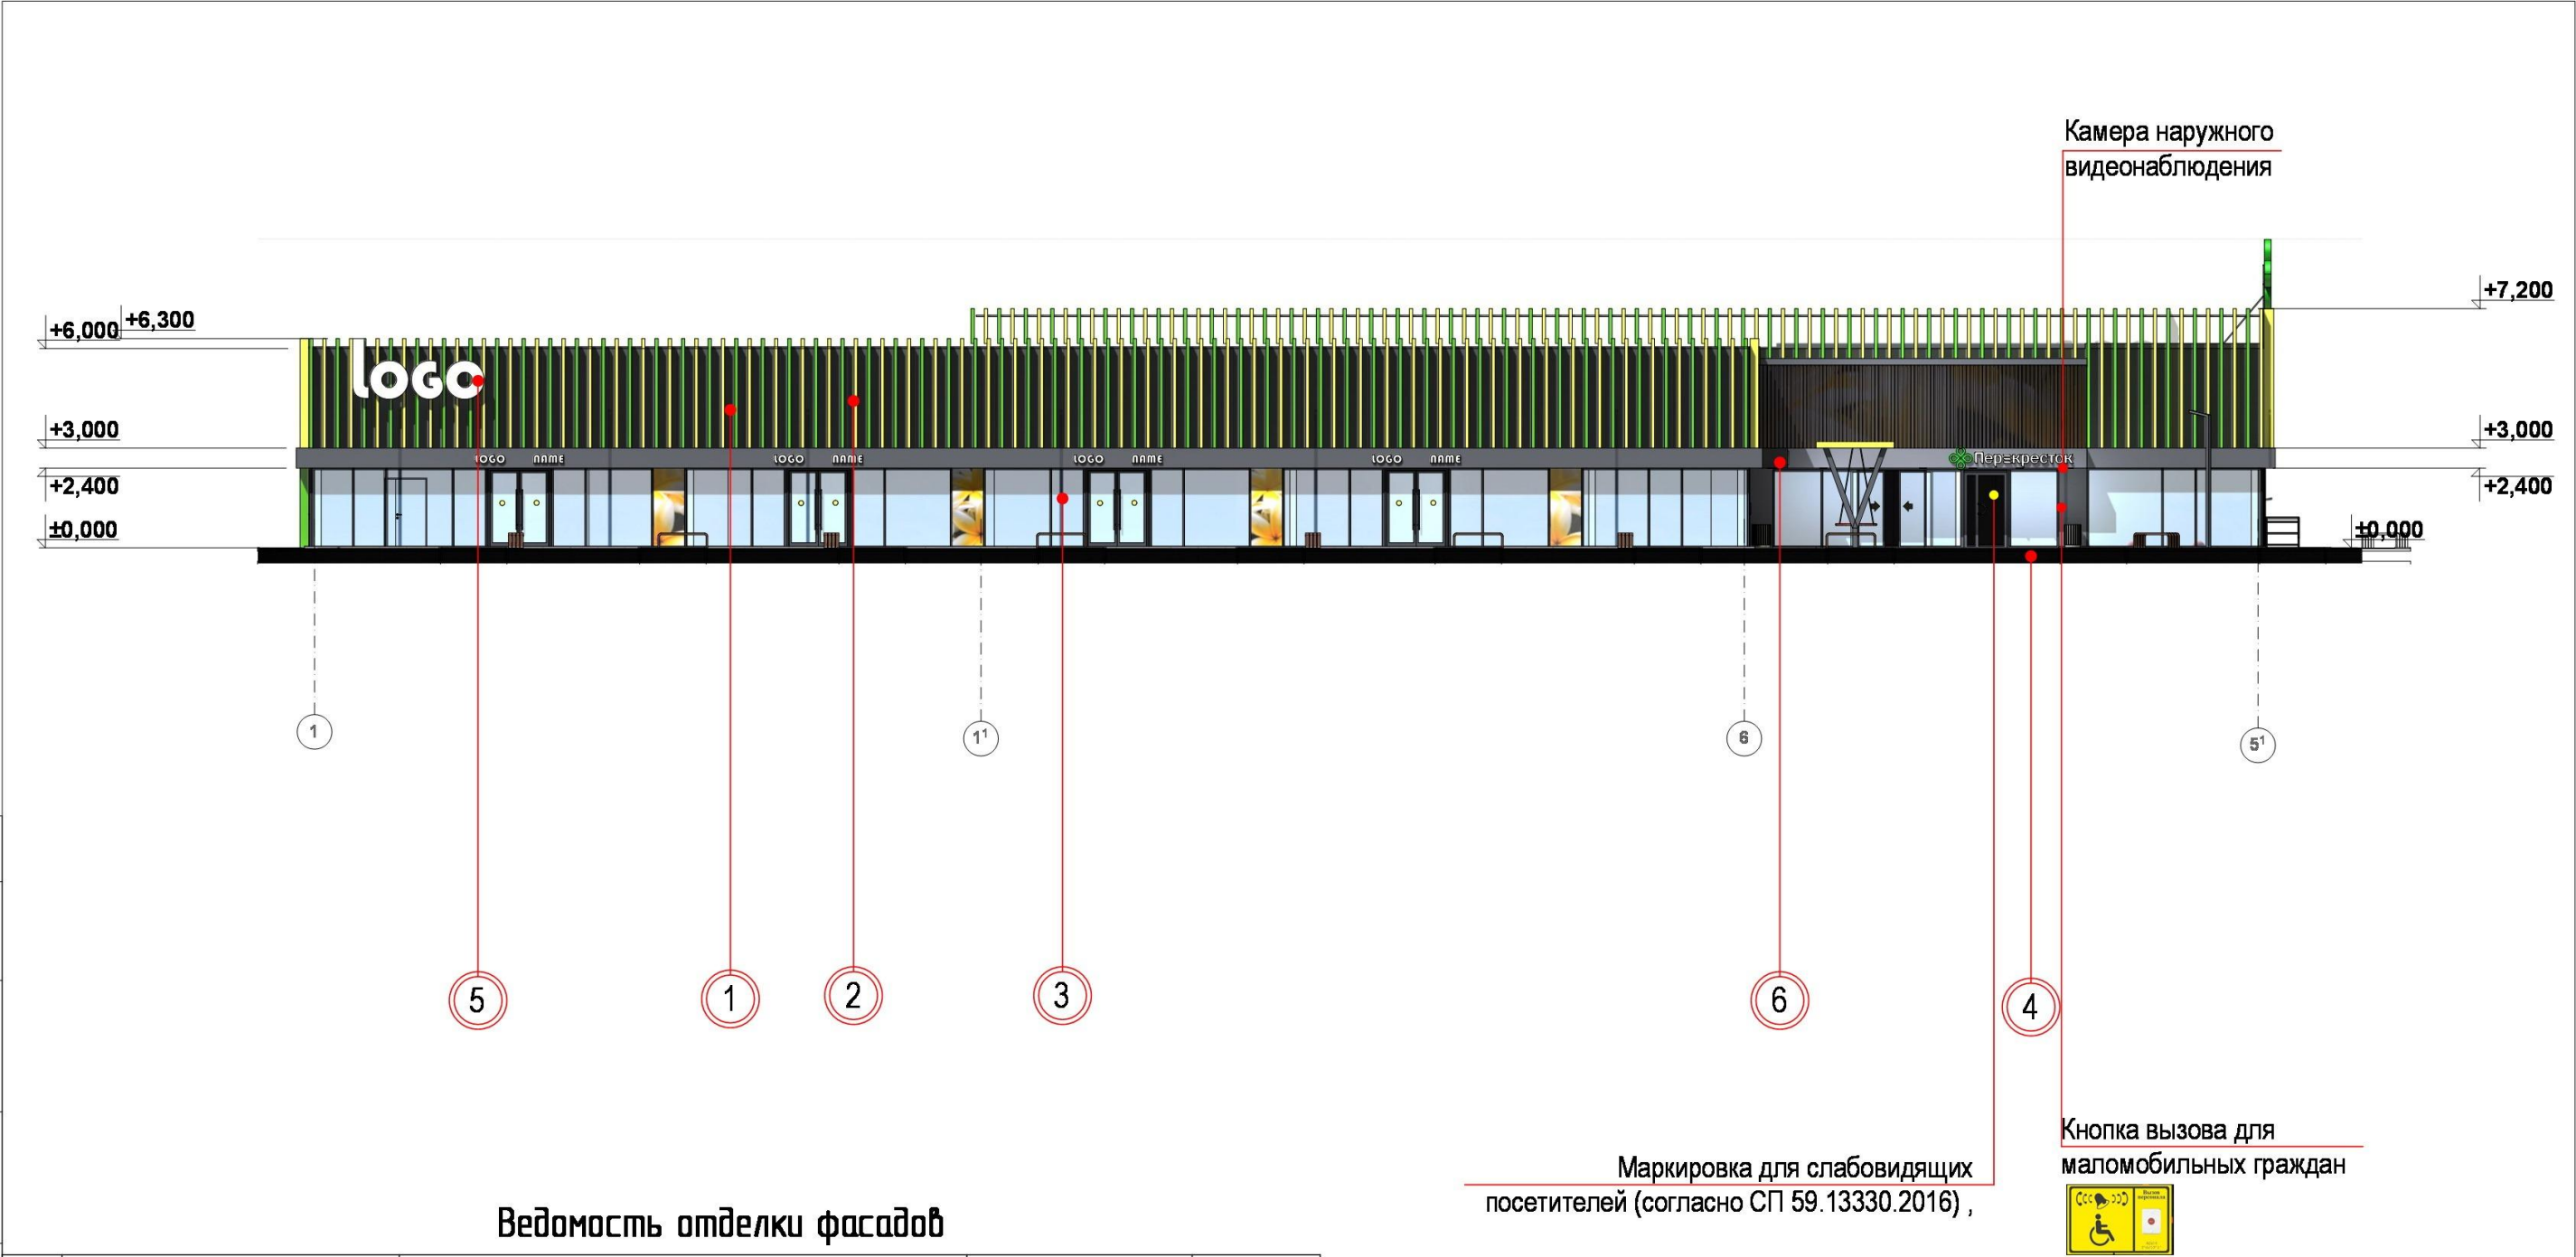 Камера наружного
видеонаблюдения
+7,200
+6,300
+6,000
LOGO
+3,000
+3,000
LOGO NAME
LOGO NAME
LOGO NAME
LOGO NAME
Перекресток
+2,400
+2,400
±0,000
±0,000
1
1¹
6
5¹
5
1
2
3
6
4
Кнопка вызова для
маломобильных граждан
Маркировка для слабовидящих
посетителей (согласно СП 59.13330.2016) ,
Вызов
персонала
Ведомость отделки фасадов